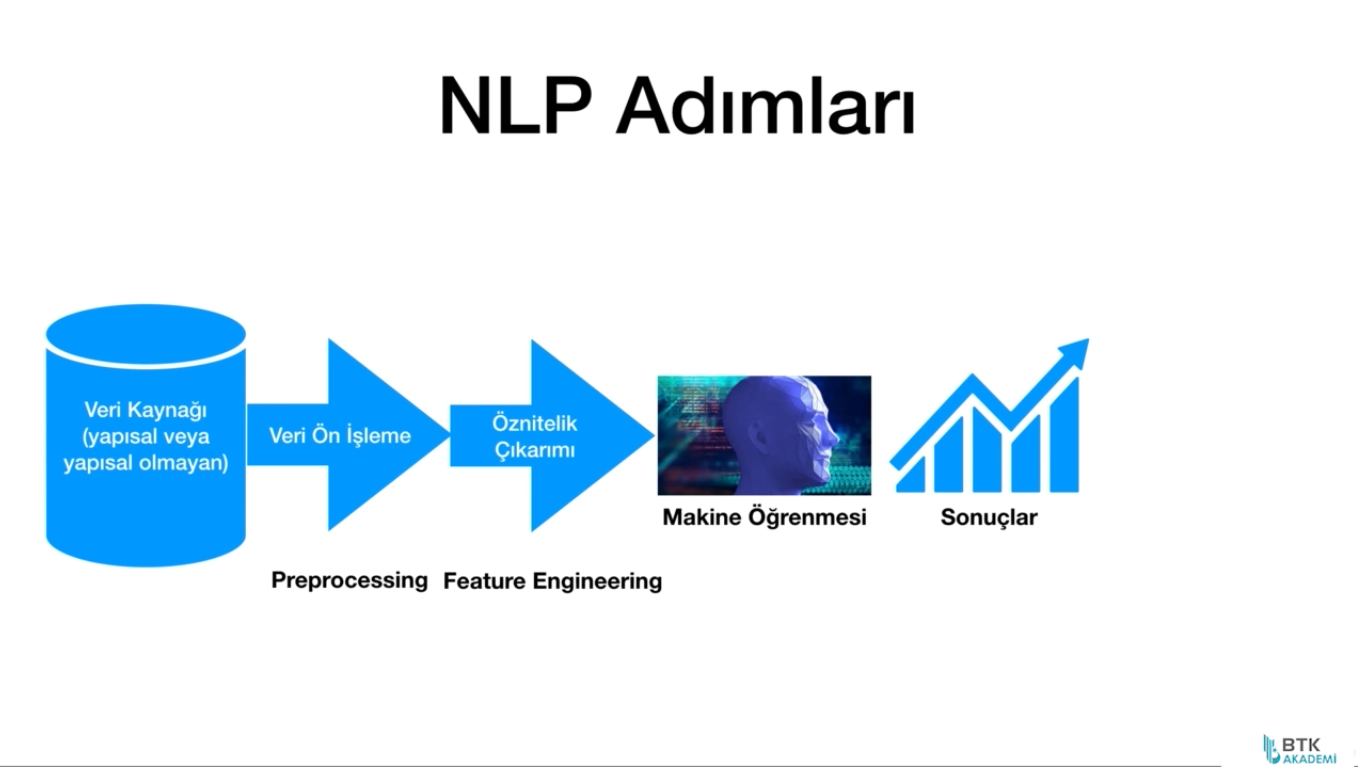 NLP Adımları
Veri Kaynağı
(yapısal veya
yapısal olmayan)
Veri Ön İşleme
Öznitelik
Çıkarımı
Makine Öğrenmesi
Sonuçlar
Preprocessing
Feature Engineering
BTK
AKADEMİ